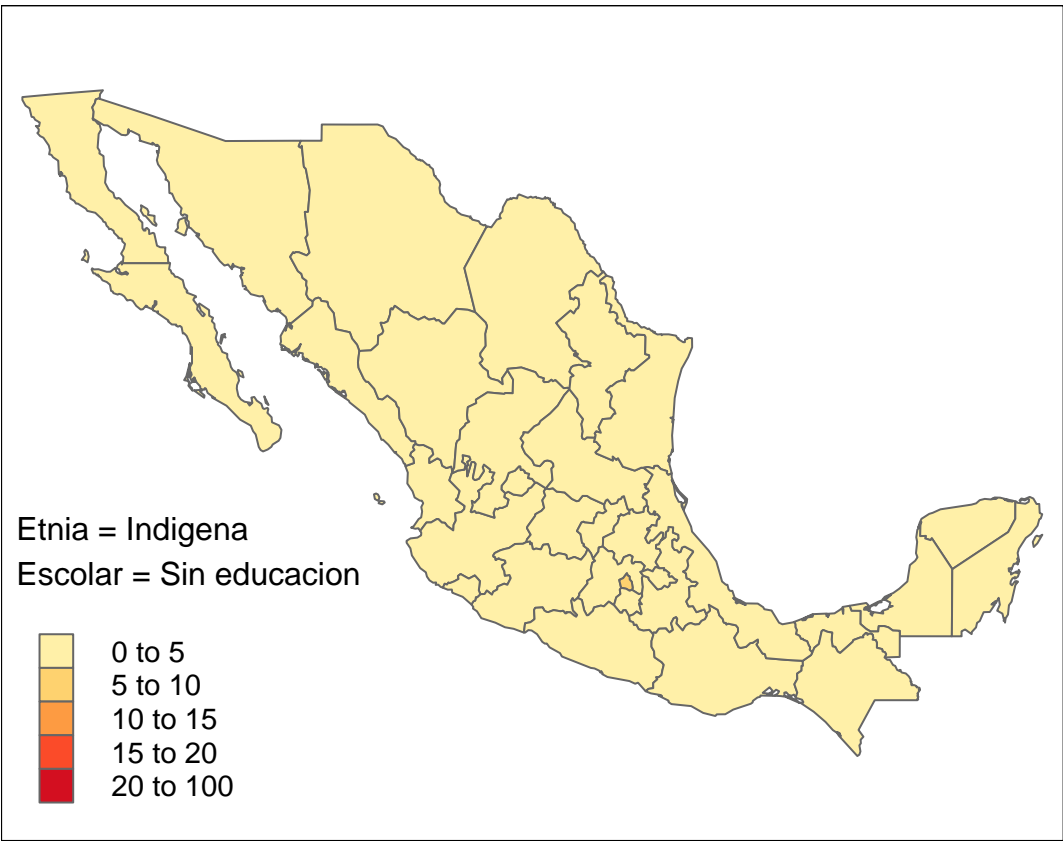 Etnia = Indigena
Escolar = Sin educacion
0 to 5
5 to 10
10 to 15
15 to 20
20 to 100